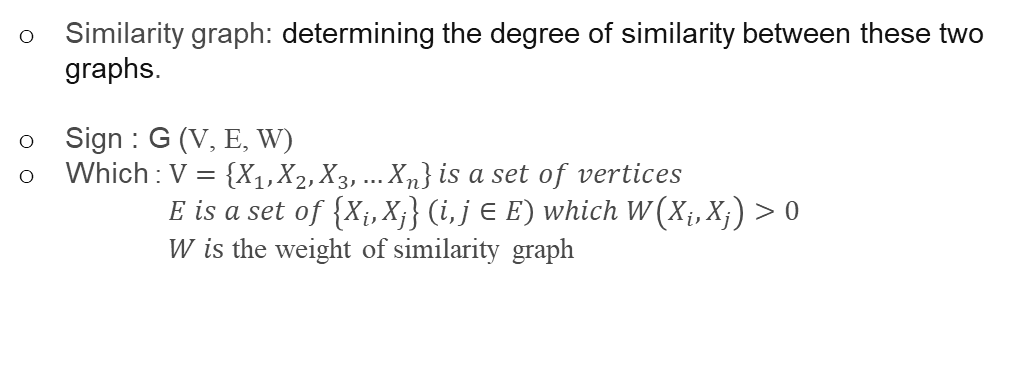 o Similarity graph: determining the degree of similarity between these two
graphs.
o Sign : G (V, E, W)
o Which : V = {X₁, X₂, X₃, … Xₙ} is a set of vertices
E is a set of {Xᵢ, Xⱼ} (i, j ∈ E) which W(Xᵢ, Xⱼ) > 0
W is the weight of similarity graph